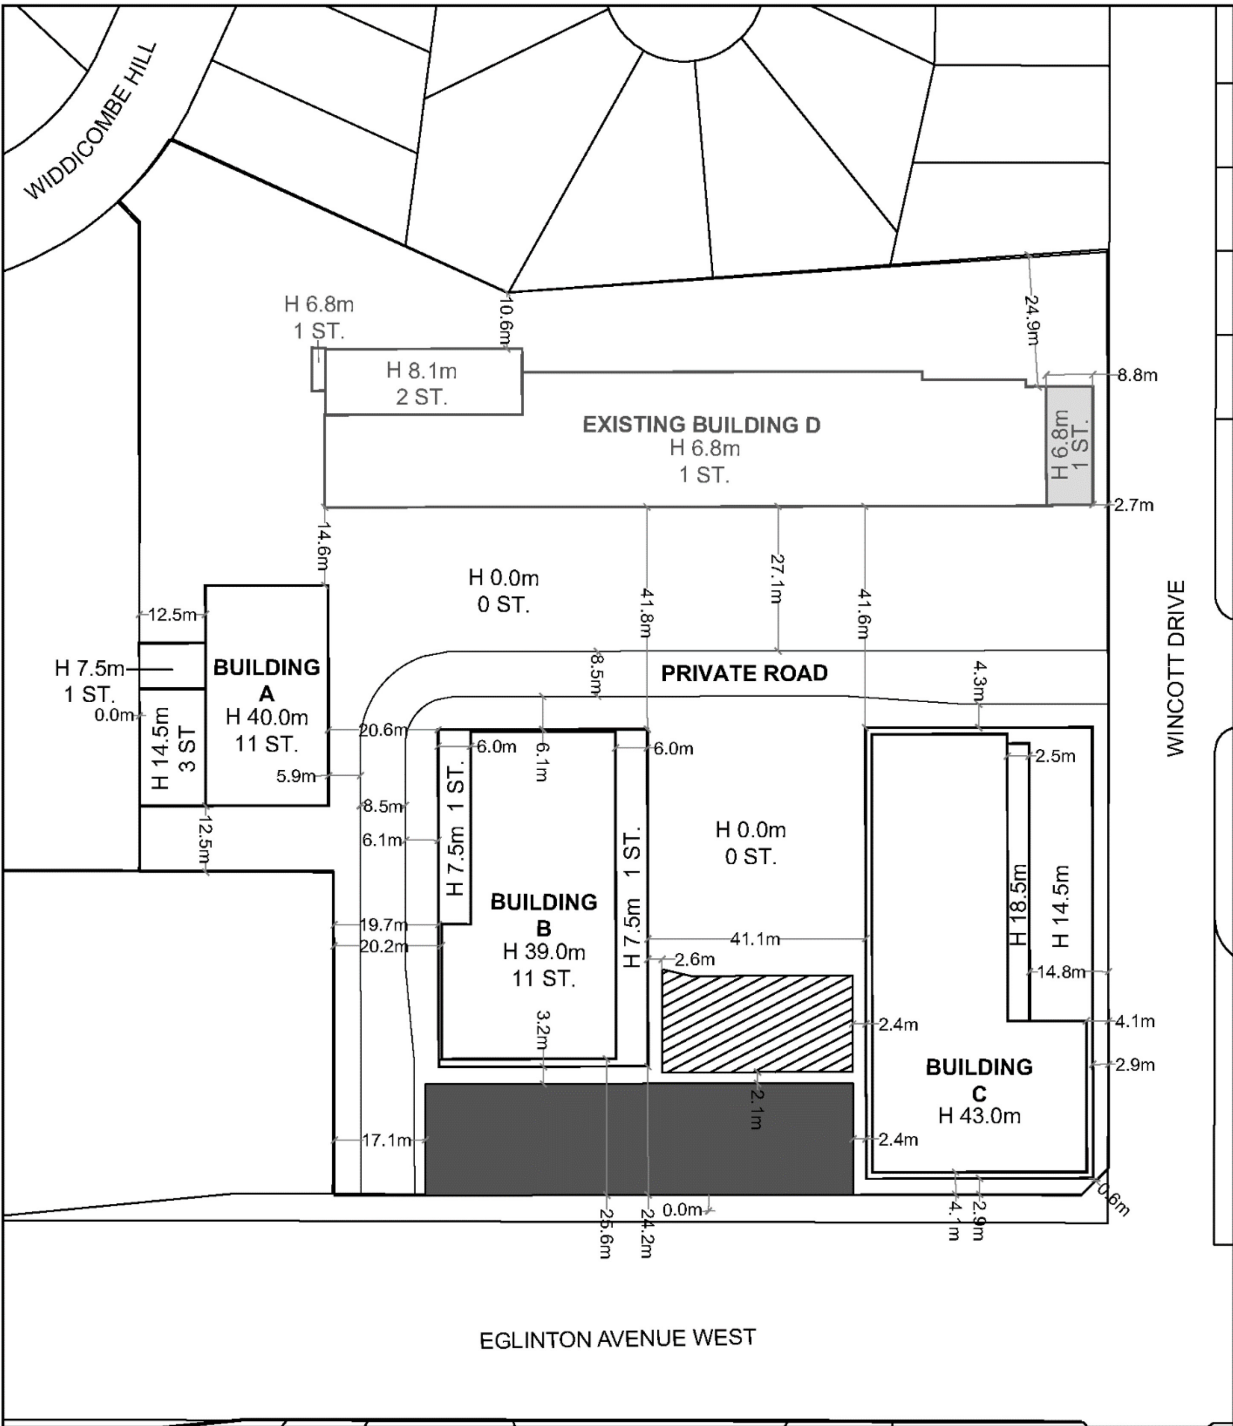 WIDDICOMBE HILL
H 6.8m
1 ST.
10.6m
24.9m
H 8.1m
2 ST.
8.8m
EXISTING BUILDING D
H 6.8m
1 ST.
H 6.8m
1 ST.
2.7m
14.6m
H 0.0m
0 ST.
41.8m
27.1m
41.6m
WINCOTT DRIVE
12.5m
H 7.5m
1 ST.
BUILDING
A
H 40.0m
11 ST.
8.5m
PRIVATE ROAD
4.3m
0.0m
H 14.5m
3 ST
20.6m
5.9m
6.0m
6.1m
6.0m
2.5m
8.5m
6.1m
12.5m
H 7.5m 1 ST.
H 7.5m 1 ST.
H 0.0m
0 ST.
H 18.5m
H 14.5m
BUILDING
B
H 39.0m
11 ST.
19.7m
20.2m
41.1m
2.6m
14.8m
3.2m
2.4m
4.1m
2.9m
BUILDING
C
H 43.0m
2.1m
17.1m
2.4m
25.6m
24.2m
0.0m
4.1m
2.9m
0.6m
EGLINTON AVENUE WEST